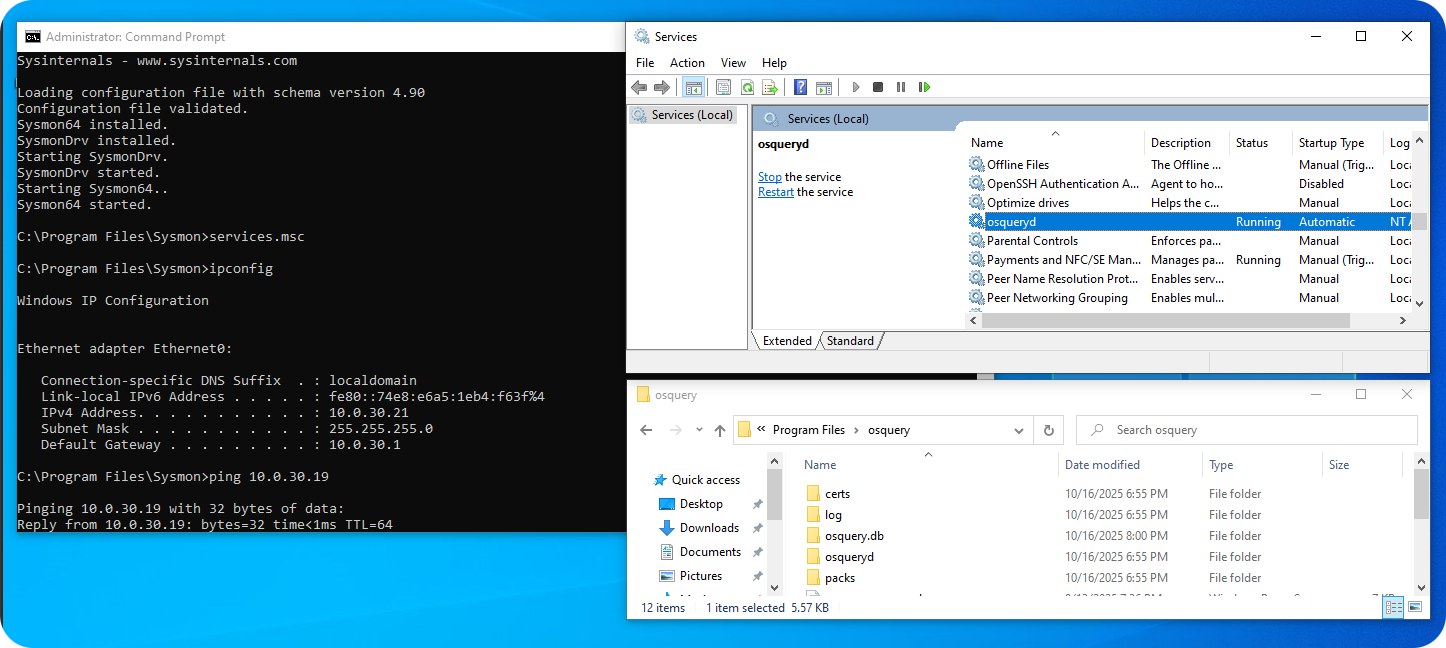 Administrator: Command Prompt
Sysinternals - www.sysinternals.com
Loading configuration file with schema version 4.90
Configuration file validated.
Sysmon64 installed.
SysmonDrv installed.
Starting SysmonDrv.
SysmonDrv started.
Starting Sysmon64..
Sysmon64 started.
C:\Program Files\Sysmon>services.msc
C:\Program Files\Sysmon>ipconfig
Windows IP Configuration
Ethernet adapter Ethernet0:
Connection-specific DNS Suffix  . : localdomain
Link-local IPv6 Address . . . . . : fe80::74e8:e6a5:1eb4:f63f%4
IPv4 Address. . . . . . . . . . . : 10.0.30.21
Subnet Mask . . . . . . . . . . . : 255.255.255.0
Default Gateway . . . . . . . . . : 10.0.30.1
C:\Program Files\Sysmon>ping 10.0.30.19
Pinging 10.0.30.19 with 32 bytes of data:
Reply from 10.0.30.19: bytes=32 time<1ms TTL=64
Services
File Action View Help
Services (Local)
Services (Local)
osqueryd
Stop the service
Restart the service
Name Description Status Startup Type Log
Offline Files The Offline ... Manual (Trig... Loca
OpenSSH Authentication A... Agent to ho... Disabled Loca
Optimize drives Helps the c... Manual Loca
osqueryd Running Automatic NT A
Parental Controls Enforces pa... Manual Loca
Payments and NFC/SE Man... Manages pa... Running Manual (Trig... Loca
Peer Name Resolution Prot... Enables serv... Manual Loca
Peer Networking Grouping Enables mul... Manual Loca
Extended Standard
osquery
« Program Files > osquery
Search osquery
Quick access
Desktop
Downloads
Documents
Pictures
Name Date modified Type Size
certs 10/16/2025 6:55 PM File folder
log 10/16/2025 6:55 PM File folder
osquery.db 10/16/2025 8:00 PM File folder
osqueryd 10/16/2025 6:55 PM File folder
packs 10/16/2025 6:55 PM File folder
12 items 1 item selected 5.57 KB